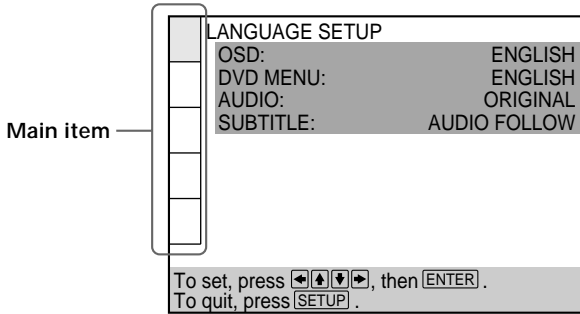 LANGUAGE SETUP
OSD: ENGLISH
DVD MENU: ENGLISH
AUDIO: ORIGINAL
SUBTITLE: AUDIO FOLLOW
Main item
To set, press ←↑↓→, then ENTER.
To quit, press SETUP.